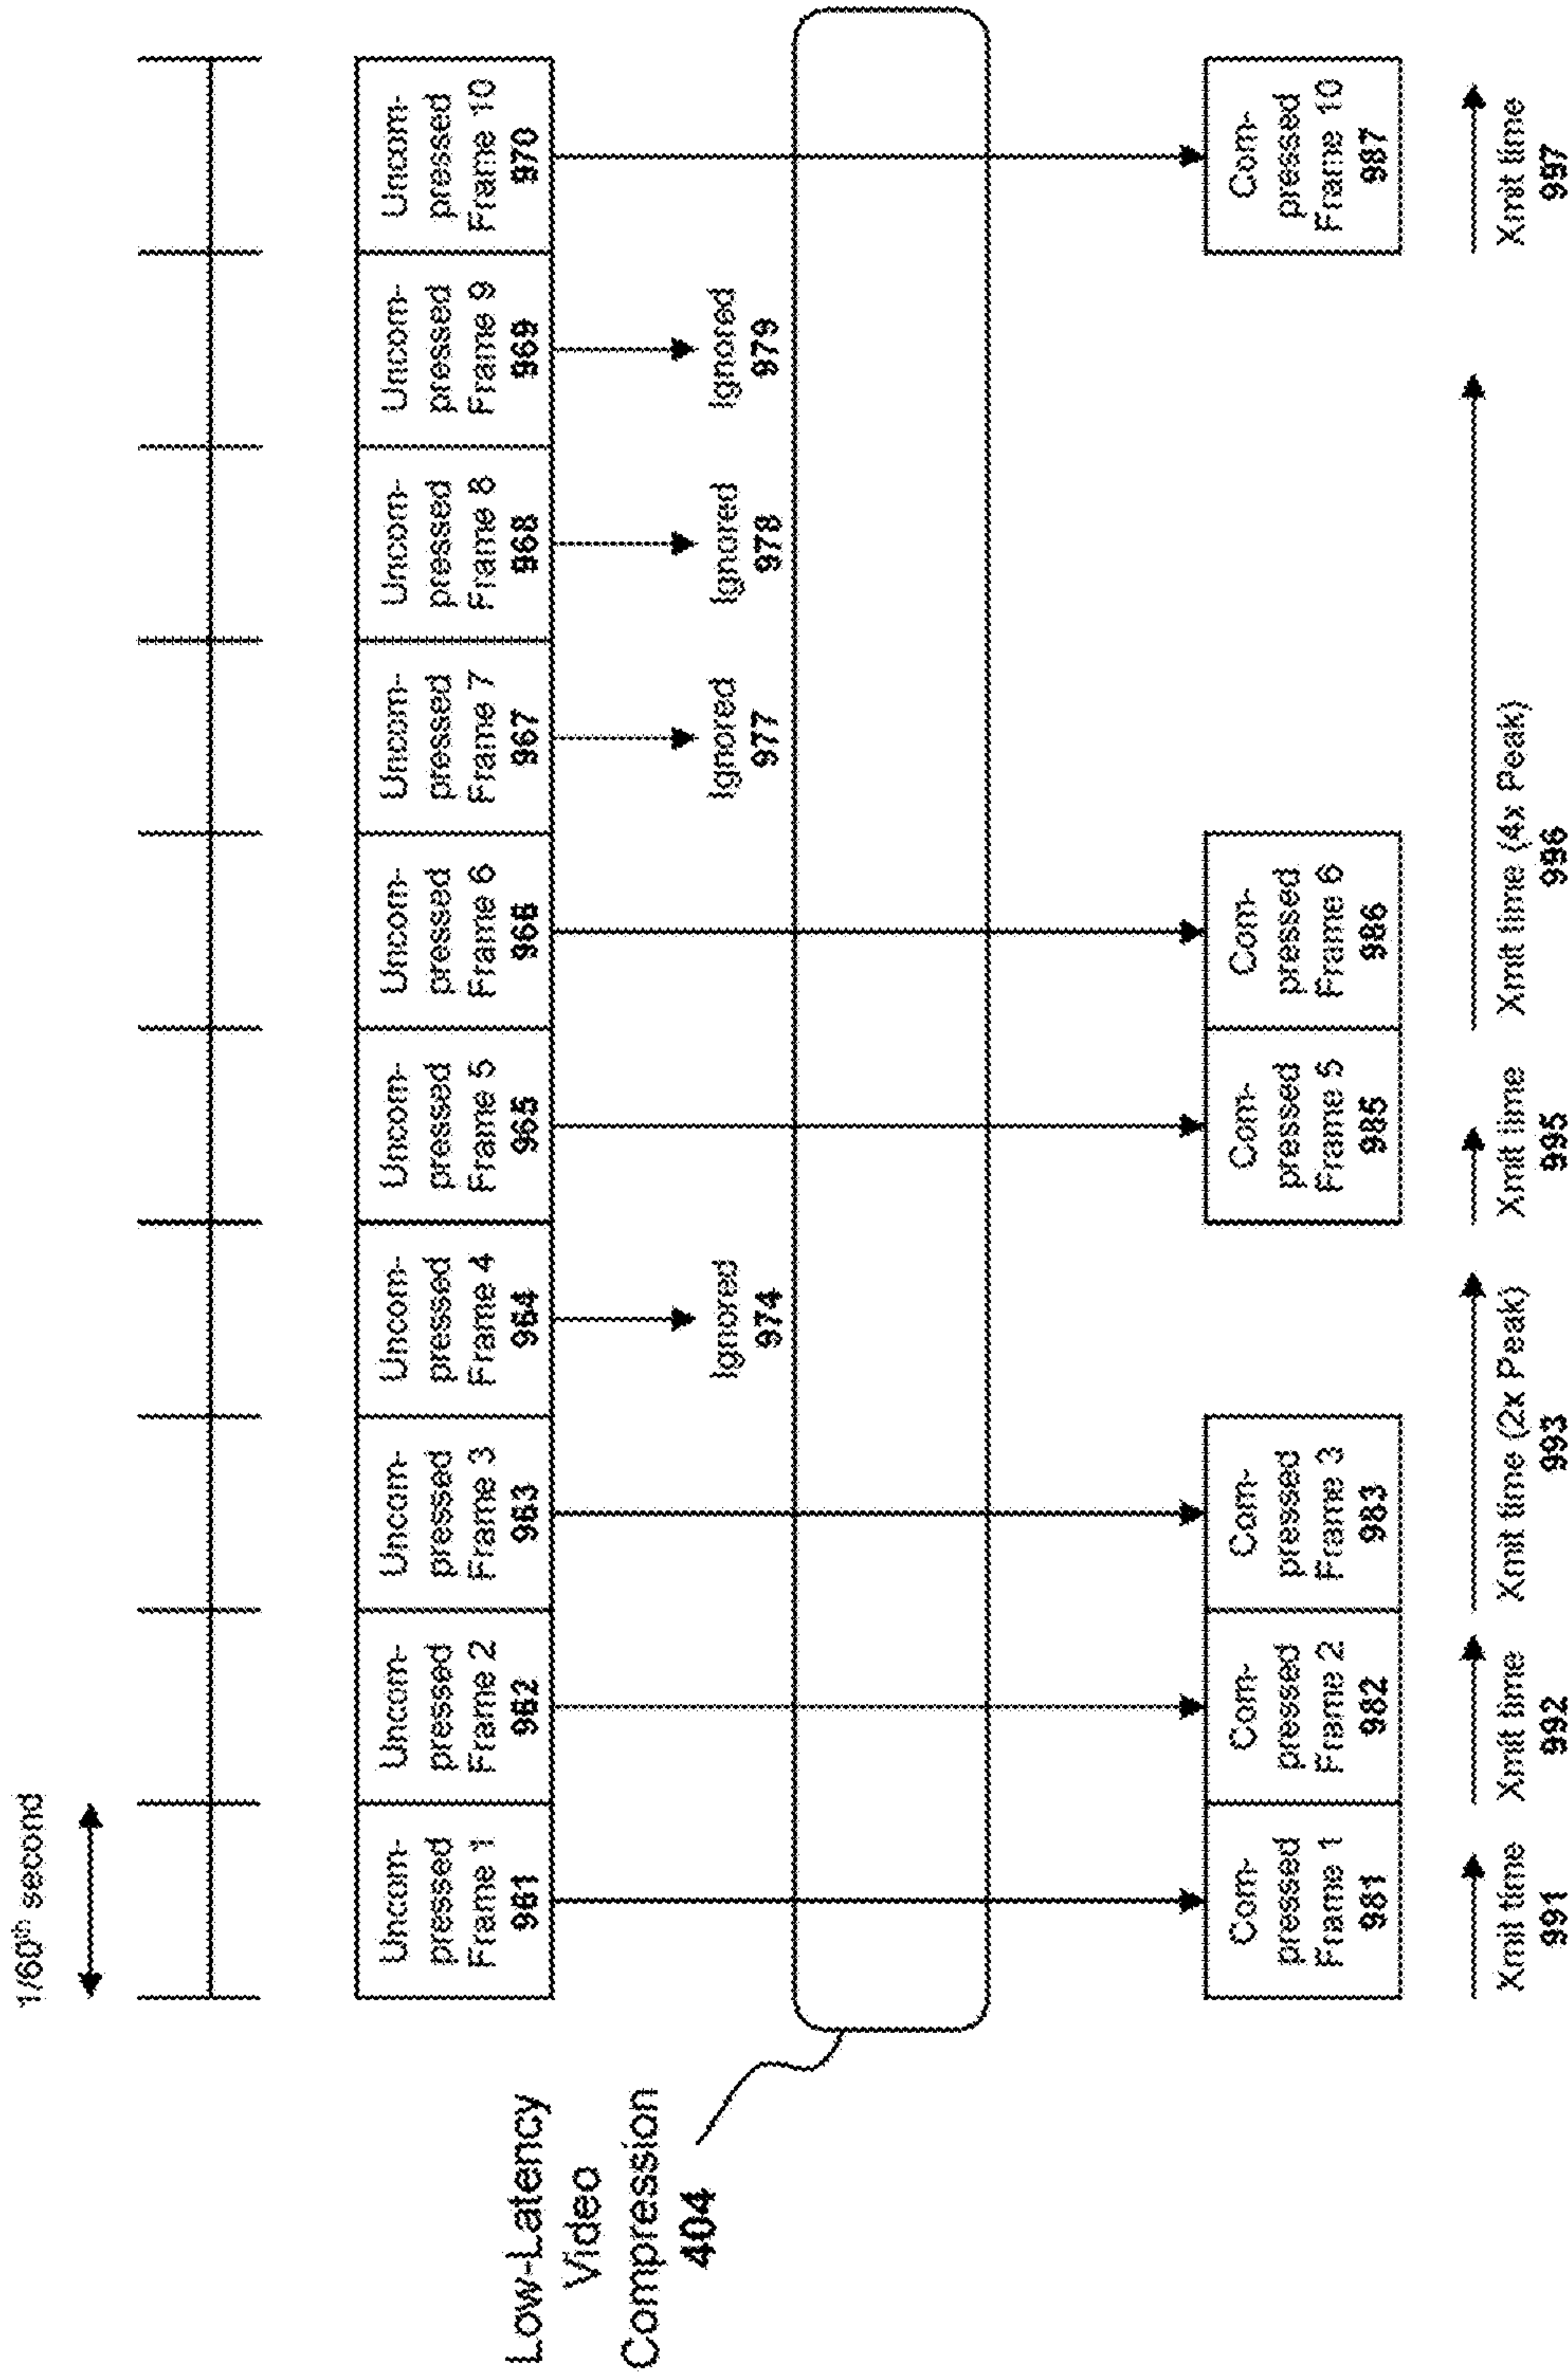 1/60th second
Uncom-
pressed
Frame 1
961
Uncom-
pressed
Frame 2
962
Uncom-
pressed
Frame 3
963
Uncom-
pressed
Frame 4
964
Uncom-
pressed
Frame 5
965
Uncom-
pressed
Frame 6
966
Uncom-
pressed
Frame 7
967
Uncom-
pressed
Frame 8
968
Uncom-
pressed
Frame 9
969
Uncom-
pressed
Frame 10
970
Low-Latency
Video
Compression
404
Ignored
974
Ignored
977
Ignored
978
Ignored
979
Com-
pressed
Frame 1
981
Com-
pressed
Frame 2
982
Com-
pressed
Frame 3
983
Com-
pressed
Frame 5
985
Com-
pressed
Frame 6
986
Com-
pressed
Frame 10
987
Xmit time
991
Xmit time
992
Xmit time (2x Peak)
993
Xmit time
995
Xmit time (4x Peak)
996
Xmit time
997